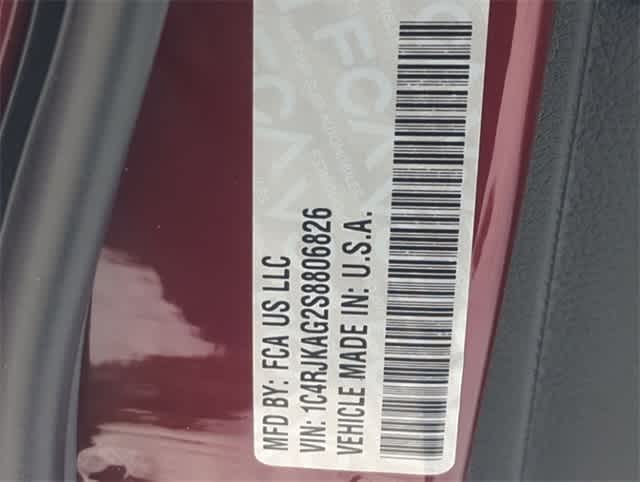 MFD BY: FCA US LLC
VIN: 1C4RJKAG2S8806826
VEHICLE MADE IN: U.S.A.